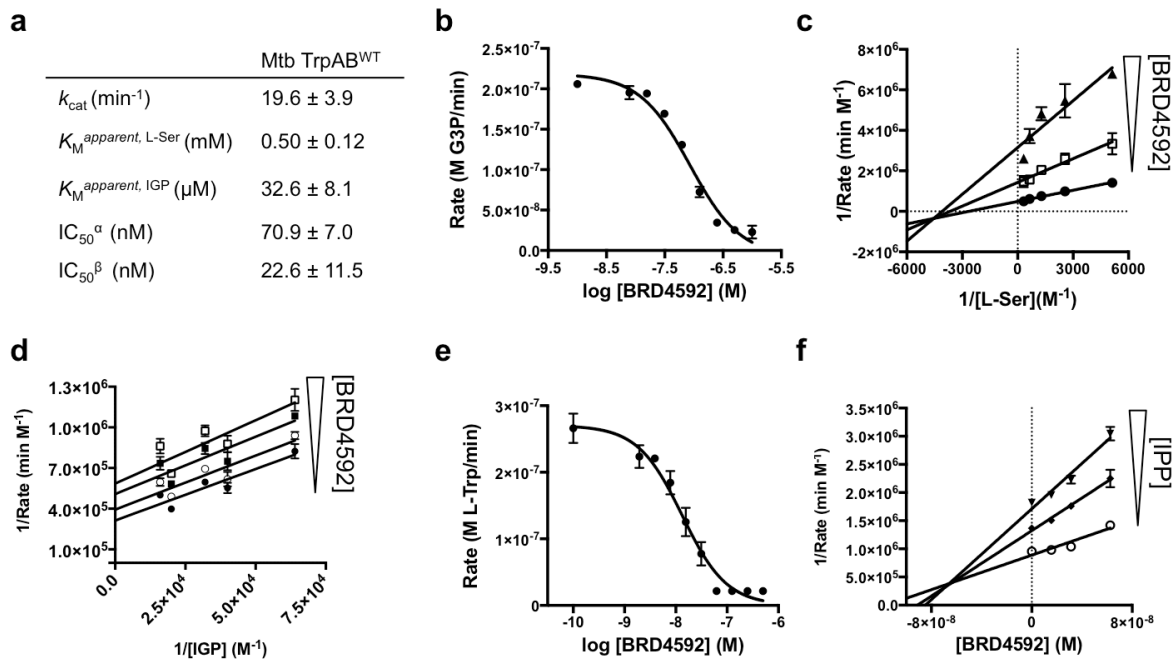 a
Mtb TrpABᵂᵀ
k_cat (min⁻¹) 19.6 ± 3.9
K_M^apparent, L-Ser (mM) 0.50 ± 0.12
K_M^apparent, IGP (µM) 32.6 ± 8.1
IC₅₀^α (nM) 70.9 ± 7.0
IC₅₀^β (nM) 22.6 ± 11.5
b
Rate (M G3P/min)
2.5×10⁻⁷
2.0×10⁻⁷
1.5×10⁻⁷
1.0×10⁻⁷
5.0×10⁻⁸
0.0
-9.5 -8.5 -7.5 -6.5 -5.5
log [BRD4592] (M)
c
1/Rate (min M⁻¹)
8×10⁶
6×10⁶
4×10⁶
2×10⁶
0
-2×10⁶
-6000 -3000 0 3000 6000
1/[L-Ser](M⁻¹)
[BRD4592]
d
1/Rate (min M⁻¹)
1.3×10⁶
1.0×10⁶
7.0×10⁵
4.0×10⁵
1.0×10⁵
0.0 2.5×10⁴ 5.0×10⁴ 7.5×10⁴
1/[IGP] (M⁻¹)
[BRD4592]
e
Rate (M L-Trp/min)
3×10⁻⁷
2×10⁻⁷
1×10⁻⁷
0
-10 -9 -8 -7 -6
log [BRD4592] (M)
f
1/Rate (min M⁻¹)
3.5×10⁶
3.0×10⁶
2.5×10⁶
2.0×10⁶
1.5×10⁶
1.0×10⁶
5.0×10⁵
0.0
-8×10⁻⁸ 0 8×10⁻⁸
[BRD4592] (M)
[IPP]